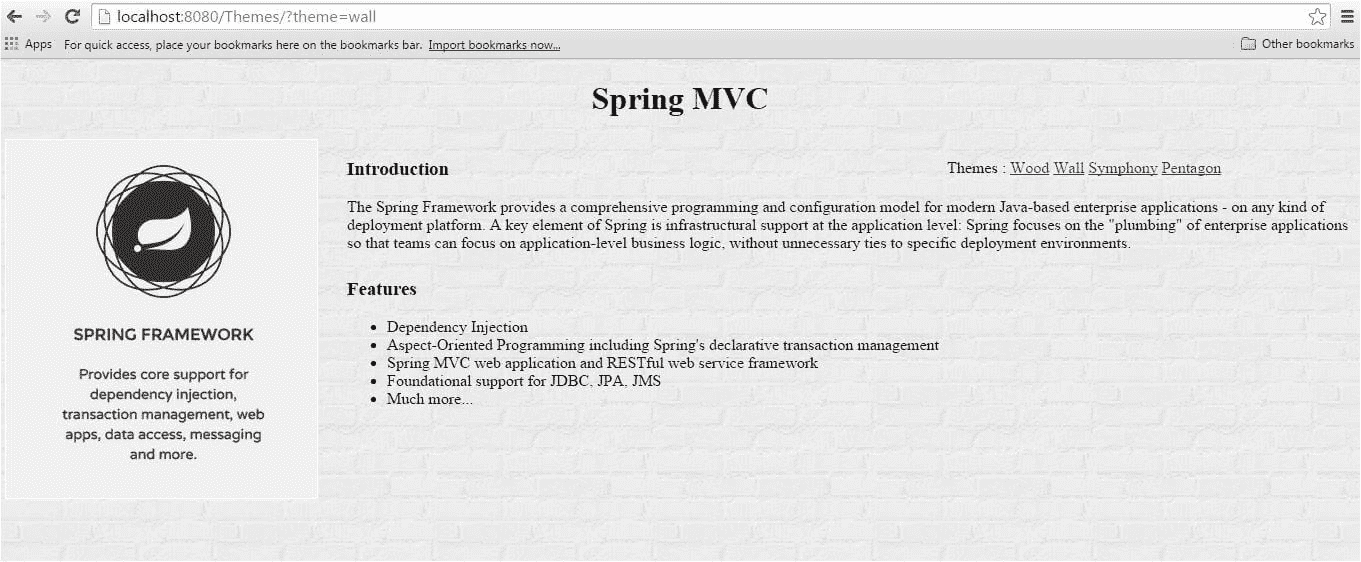 localhost:8080/Themes/?theme=wall
Apps For quick access, place your bookmarks here on the bookmarks bar. Import bookmarks now... Other bookmarks
Spring MVC
SPRING FRAMEWORK
Provides core support for
dependency injection,
transaction management, web
apps, data access, messaging
and more.
Introduction
Themes : Wood Wall Symphony Pentagon
The Spring Framework provides a comprehensive programming and configuration model for modern Java-based enterprise applications - on any kind of
deployment platform. A key element of Spring is infrastructural support at the application level: Spring focuses on the "plumbing" of enterprise applications
so that teams can focus on application-level business logic, without unnecessary ties to specific deployment environments.
Features
• Dependency Injection
• Aspect-Oriented Programming including Spring's declarative transaction management
• Spring MVC web application and RESTful web service framework
• Foundational support for JDBC, JPA, JMS
• Much more...